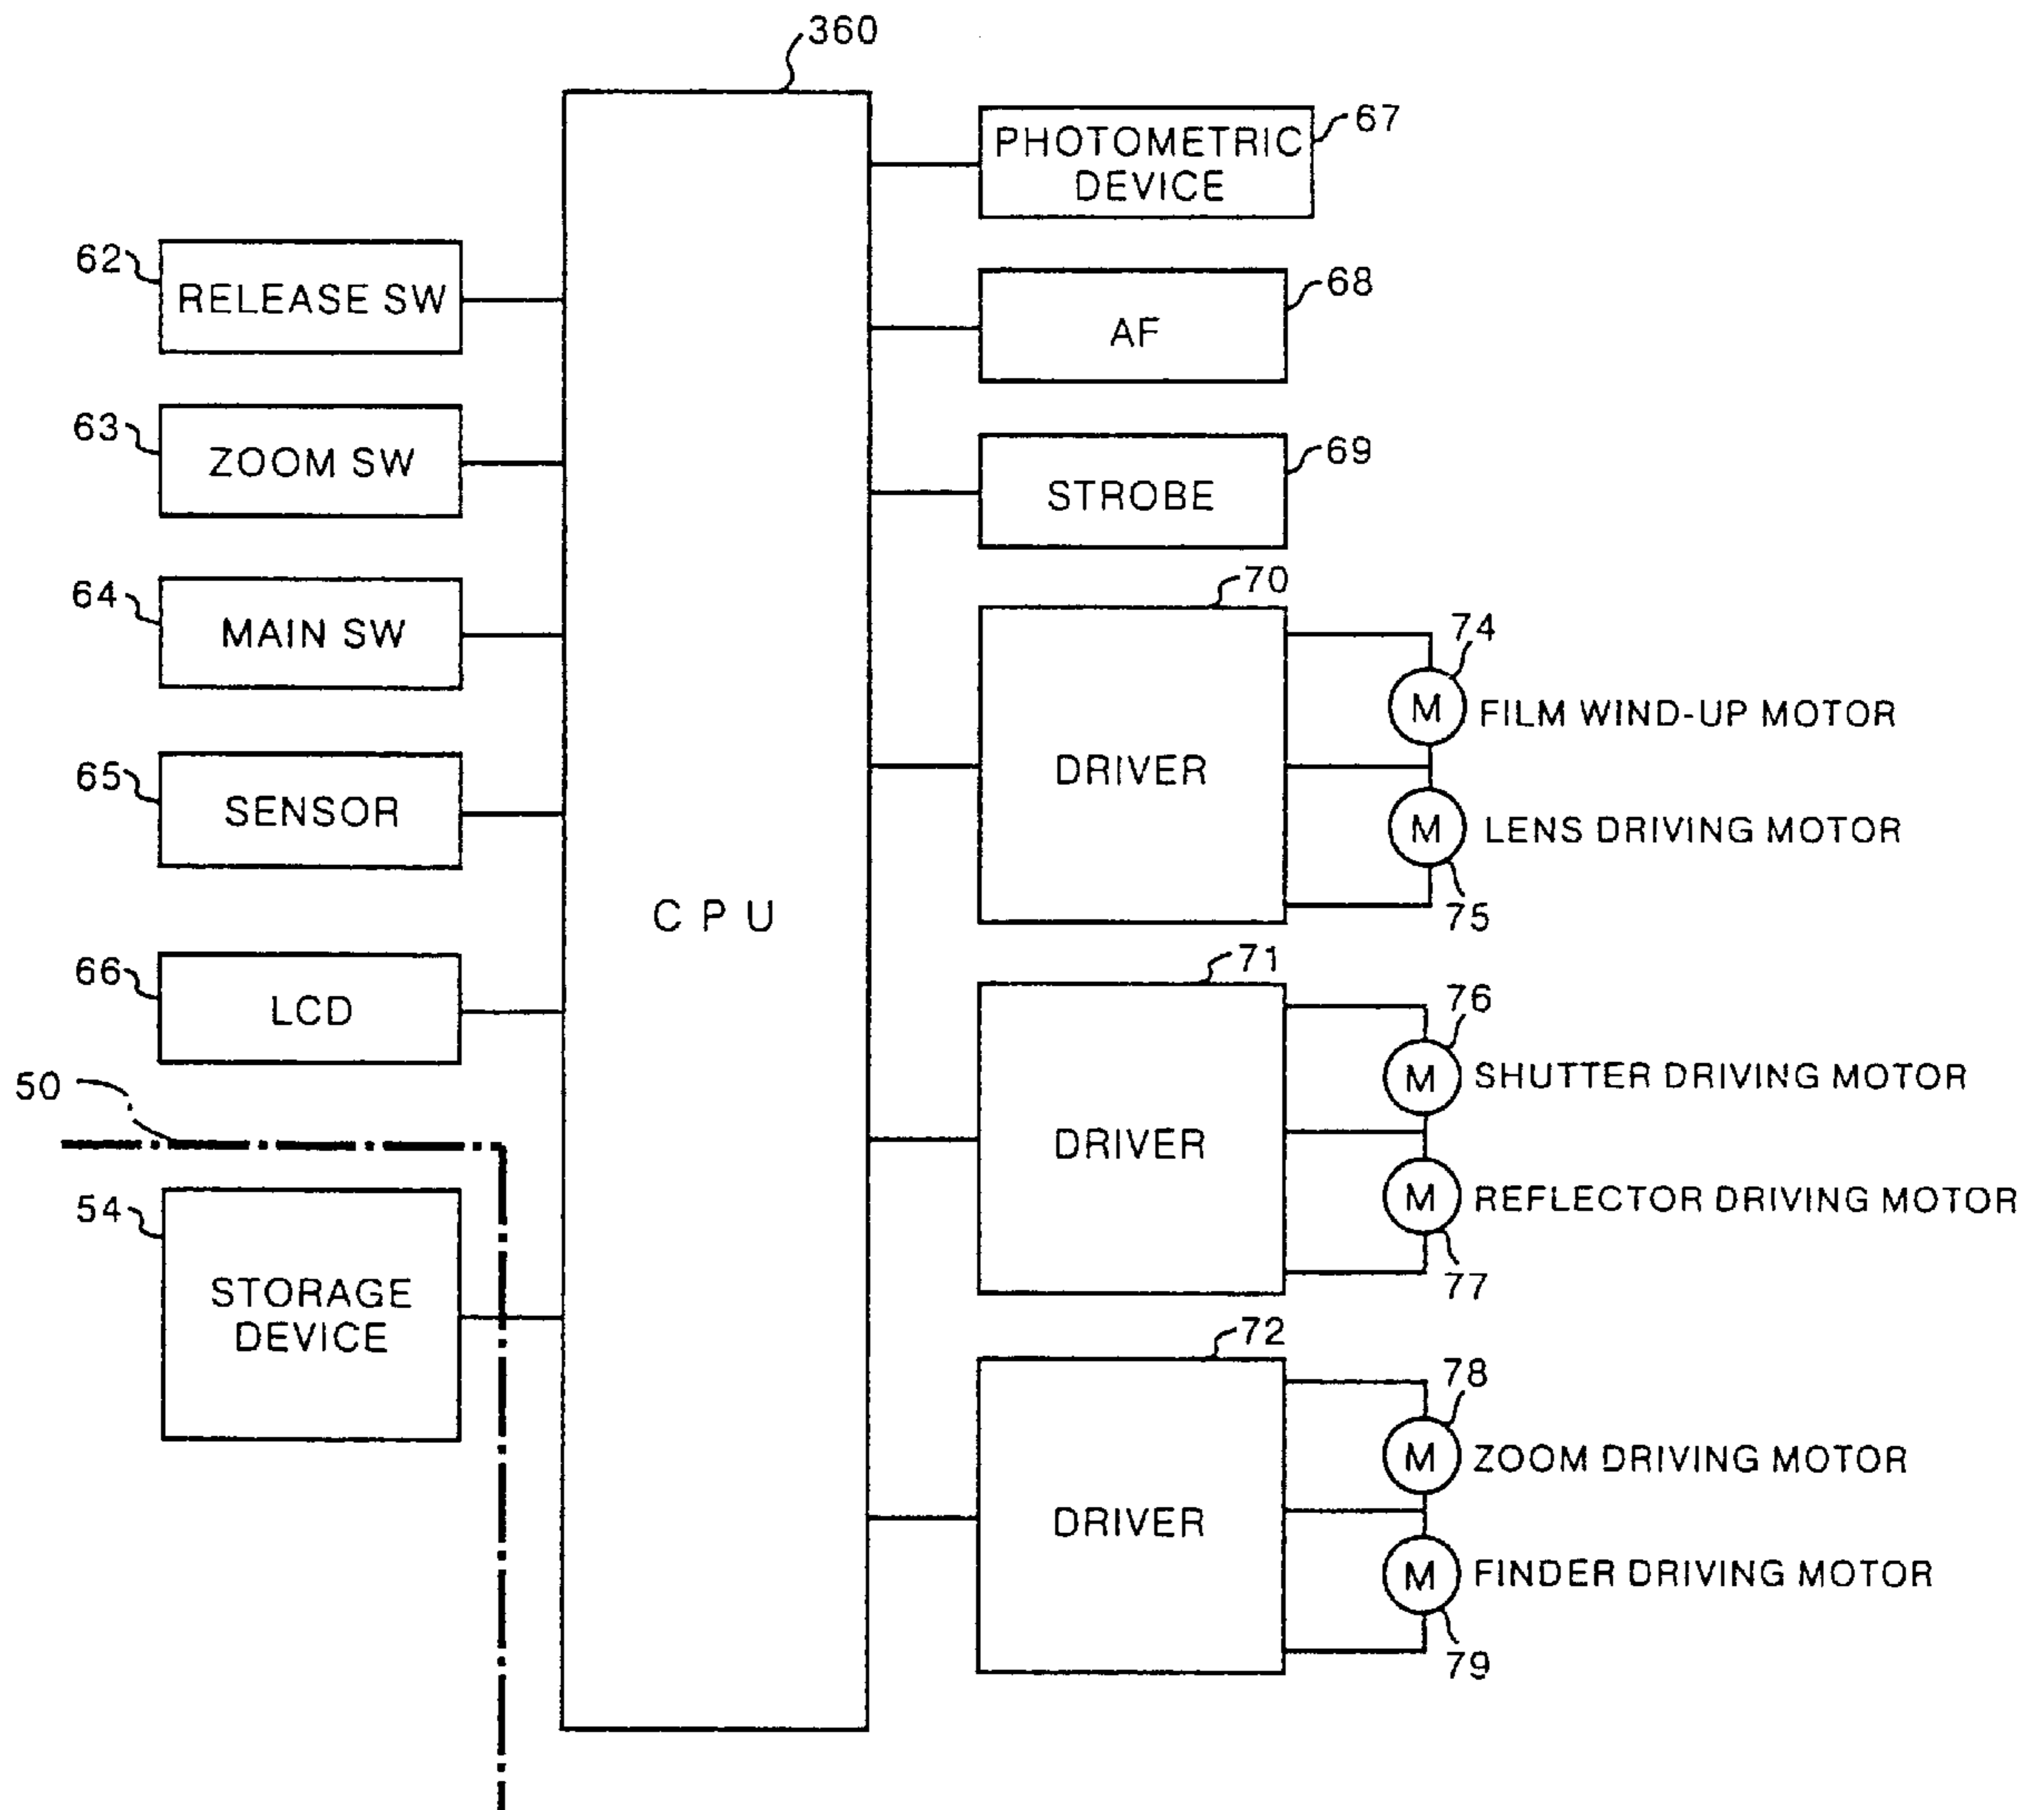 360
PHOTOMETRIC
DEVICE
67
62
RELEASE SW
AF
68
63
ZOOM SW
STROBE
69
64
MAIN SW
70
DRIVER
74
M
FILM WIND-UP MOTOR
M
LENS DRIVING MOTOR
75
65
SENSOR
CPU
66
LCD
71
DRIVER
76
M
SHUTTER DRIVING MOTOR
M
REFLECTOR DRIVING MOTOR
77
50
54
STORAGE
DEVICE
72
DRIVER
78
M
ZOOM DRIVING MOTOR
M
FINDER DRIVING MOTOR
79